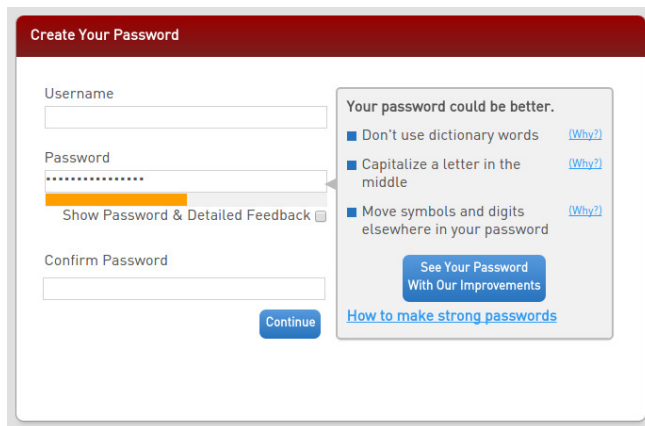 Create Your Password
Username
Password
••••••••••••••••
Show Password & Detailed Feedback
Confirm Password
Continue
Your password could be better.
Don't use dictionary words (Why?)
Capitalize a letter in the (Why?)
middle
Move symbols and digits (Why?)
elsewhere in your password
See Your Password
With Our Improvements
How to make strong passwords